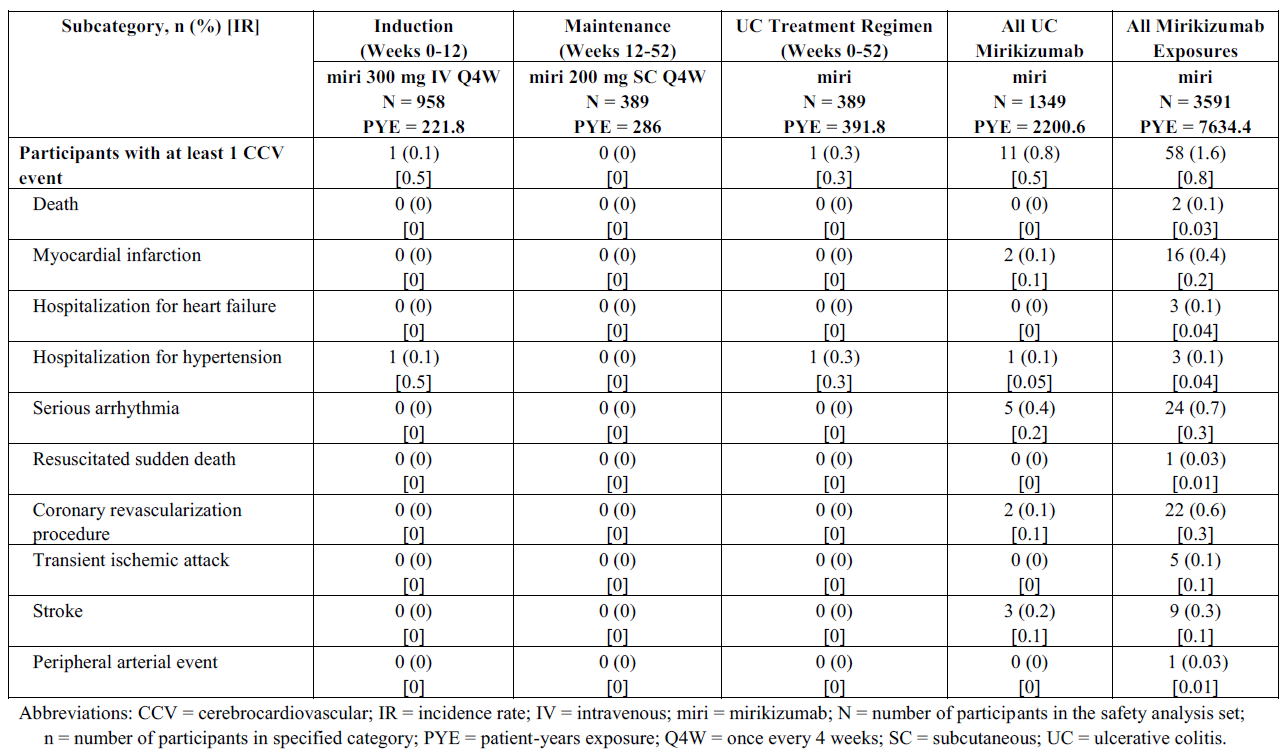 Subcategory, n (%) [IR]
Induction
(Weeks 0-12)
Maintenance
(Weeks 12-52)
UC Treatment Regimen
(Weeks 0-52)
All UC
Mirikizumab
All Mirikizumab
Exposures
miri 300 mg IV Q4W
N = 958
PYE = 221.8
miri 200 mg SC Q4W
N = 389
PYE = 286
miri
N = 389
PYE = 391.8
miri
N = 1349
PYE = 2200.6
miri
N = 3591
PYE = 7634.4
Participants with at least 1 CCV
event
1 (0.1)
[0.5]
0 (0)
[0]
1 (0.3)
[0.3]
11 (0.8)
[0.5]
58 (1.6)
[0.8]
Death
0 (0)
[0]
0 (0)
[0]
0 (0)
[0]
0 (0)
[0]
2 (0.1)
[0.03]
Myocardial infarction
0 (0)
[0]
0 (0)
[0]
0 (0)
[0]
2 (0.1)
[0.1]
16 (0.4)
[0.2]
Hospitalization for heart failure
0 (0)
[0]
0 (0)
[0]
0 (0)
[0]
0 (0)
[0]
3 (0.1)
[0.04]
Hospitalization for hypertension
1 (0.1)
[0.5]
0 (0)
[0]
1 (0.3)
[0.3]
1 (0.1)
[0.05]
3 (0.1)
[0.04]
Serious arrhythmia
0 (0)
[0]
0 (0)
[0]
0 (0)
[0]
5 (0.4)
[0.2]
24 (0.7)
[0.3]
Resuscitated sudden death
0 (0)
[0]
0 (0)
[0]
0 (0)
[0]
0 (0)
[0]
1 (0.03)
[0.01]
Coronary revascularization
procedure
0 (0)
[0]
0 (0)
[0]
0 (0)
[0]
2 (0.1)
[0.1]
22 (0.6)
[0.3]
Transient ischemic attack
0 (0)
[0]
0 (0)
[0]
0 (0)
[0]
0 (0)
[0]
5 (0.1)
[0.1]
Stroke
0 (0)
[0]
0 (0)
[0]
0 (0)
[0]
3 (0.2)
[0.1]
9 (0.3)
[0.1]
Peripheral arterial event
0 (0)
[0]
0 (0)
[0]
0 (0)
[0]
0 (0)
[0]
1 (0.03)
[0.01]
Abbreviations: CCV = cerebrocardiovascular; IR = incidence rate; IV = intravenous; miri = mirikizumab; N = number of participants in the safety analysis set;
n = number of participants in specified category; PYE = patient-years exposure; Q4W = once every 4 weeks; SC = subcutaneous; UC = ulcerative colitis.